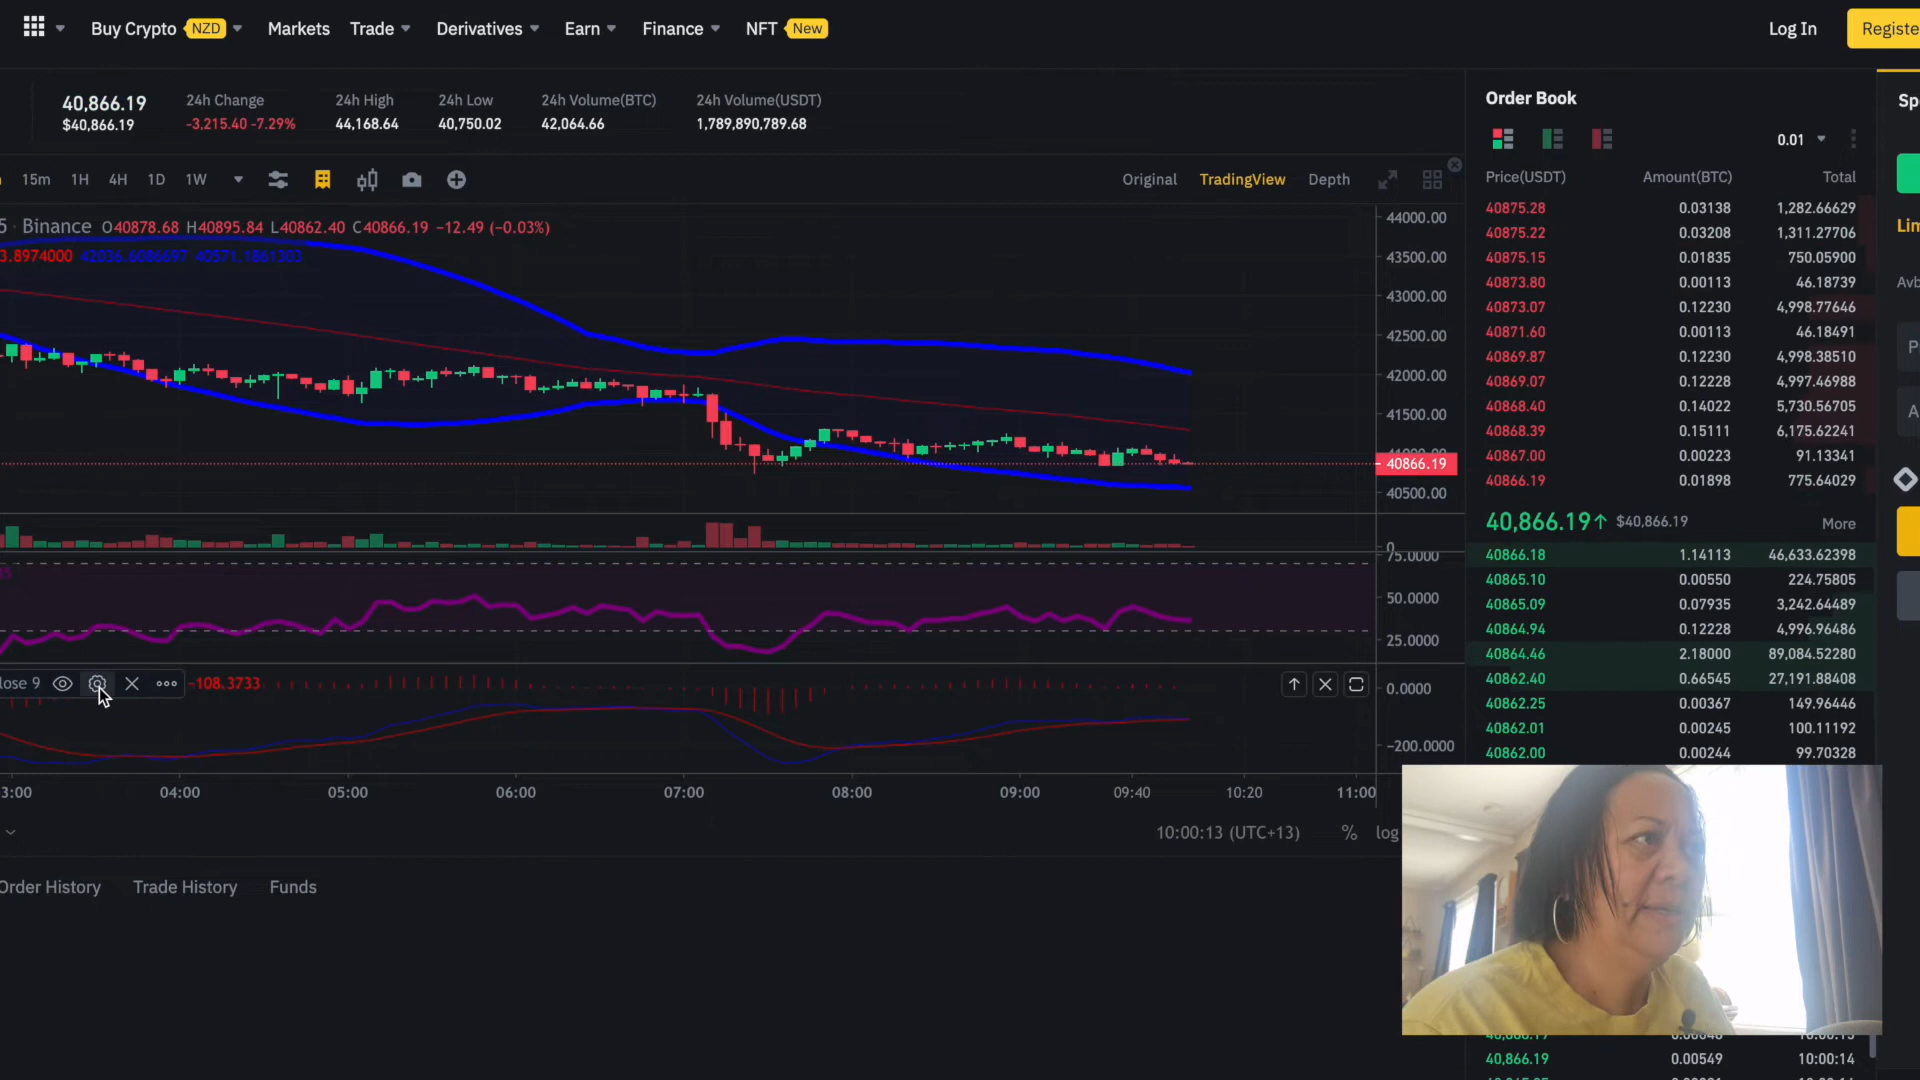 Buy Crypto NZD Markets Trade Derivatives Earn Finance NFT New Log In Registe
40,866.19 24h Change 24h High 24h Low 24h Volume(BTC) 24h Volume(USDT)
$40,866.19 -3,215.40 -7.29% 44,168.64 40,750.02 42,064.66 1,789,890,789.68
15m 1H 4H 1D 1W Original TradingView Depth
5 · Binance O40878.68 H40895.84 L40862.40 C40866.19 −12.49 (−0.03%)
3.8974000 42036.6086697 40571.1861303
44000.00
43500.00
43000.00
42500.00
42000.00
41500.00
40866.19
40500.00
0
75.0000
50.0000
25.0000
lose 9 -108.3733
0.0000
−200.0000
3:00 04:00 05:00 06:00 07:00 08:00 09:00 09:40 10:20 11:00
10:00:13 (UTC+13) % log
Order History Trade History Funds
Order Book
0.01
Price(USDT) Amount(BTC) Total
40875.28 0.03138 1,282.66629
40875.22 0.03208 1,311.27706
40875.15 0.01835 750.05900
40873.80 0.00113 46.18739
40873.07 0.12230 4,998.77646
40871.60 0.00113 46.18491
40869.87 0.12230 4,998.38510
40869.07 0.12228 4,997.46988
40868.40 0.14022 5,730.56705
40868.39 0.15111 6,175.62241
40867.00 0.00223 91.13341
40866.19 0.01898 775.64029
40,866.19↑ $40,866.19 More
40866.18 1.14113 46,633.62398
40865.10 0.00550 224.75805
40865.09 0.07935 3,242.64489
40864.94 0.12228 4,996.96486
40864.46 2.18000 89,084.52280
40862.40 0.66545 27,191.88408
40862.25 0.00367 149.96446
40862.01 0.00245 100.11192
40862.00 0.00244 99.70328
40,866.19 0.00549 10:00:14
Sp
Lim
Avb
P
A